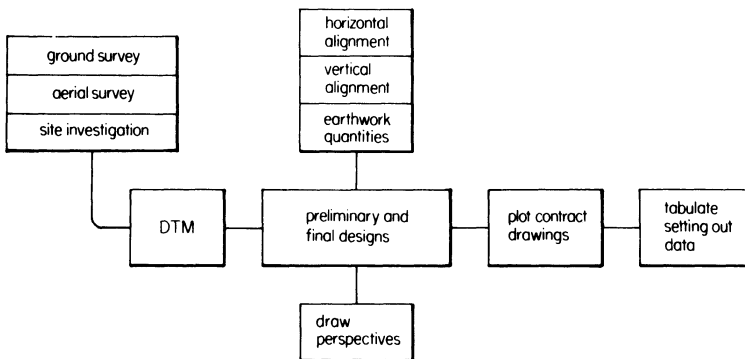 ground survey
aerial survey
site investigation
horizontal
alignment
vertical
alignment
earthwork
quantities
DTM
preliminary and
final designs
plot contract
drawings
tabulate
setting out
data
draw
perspectives